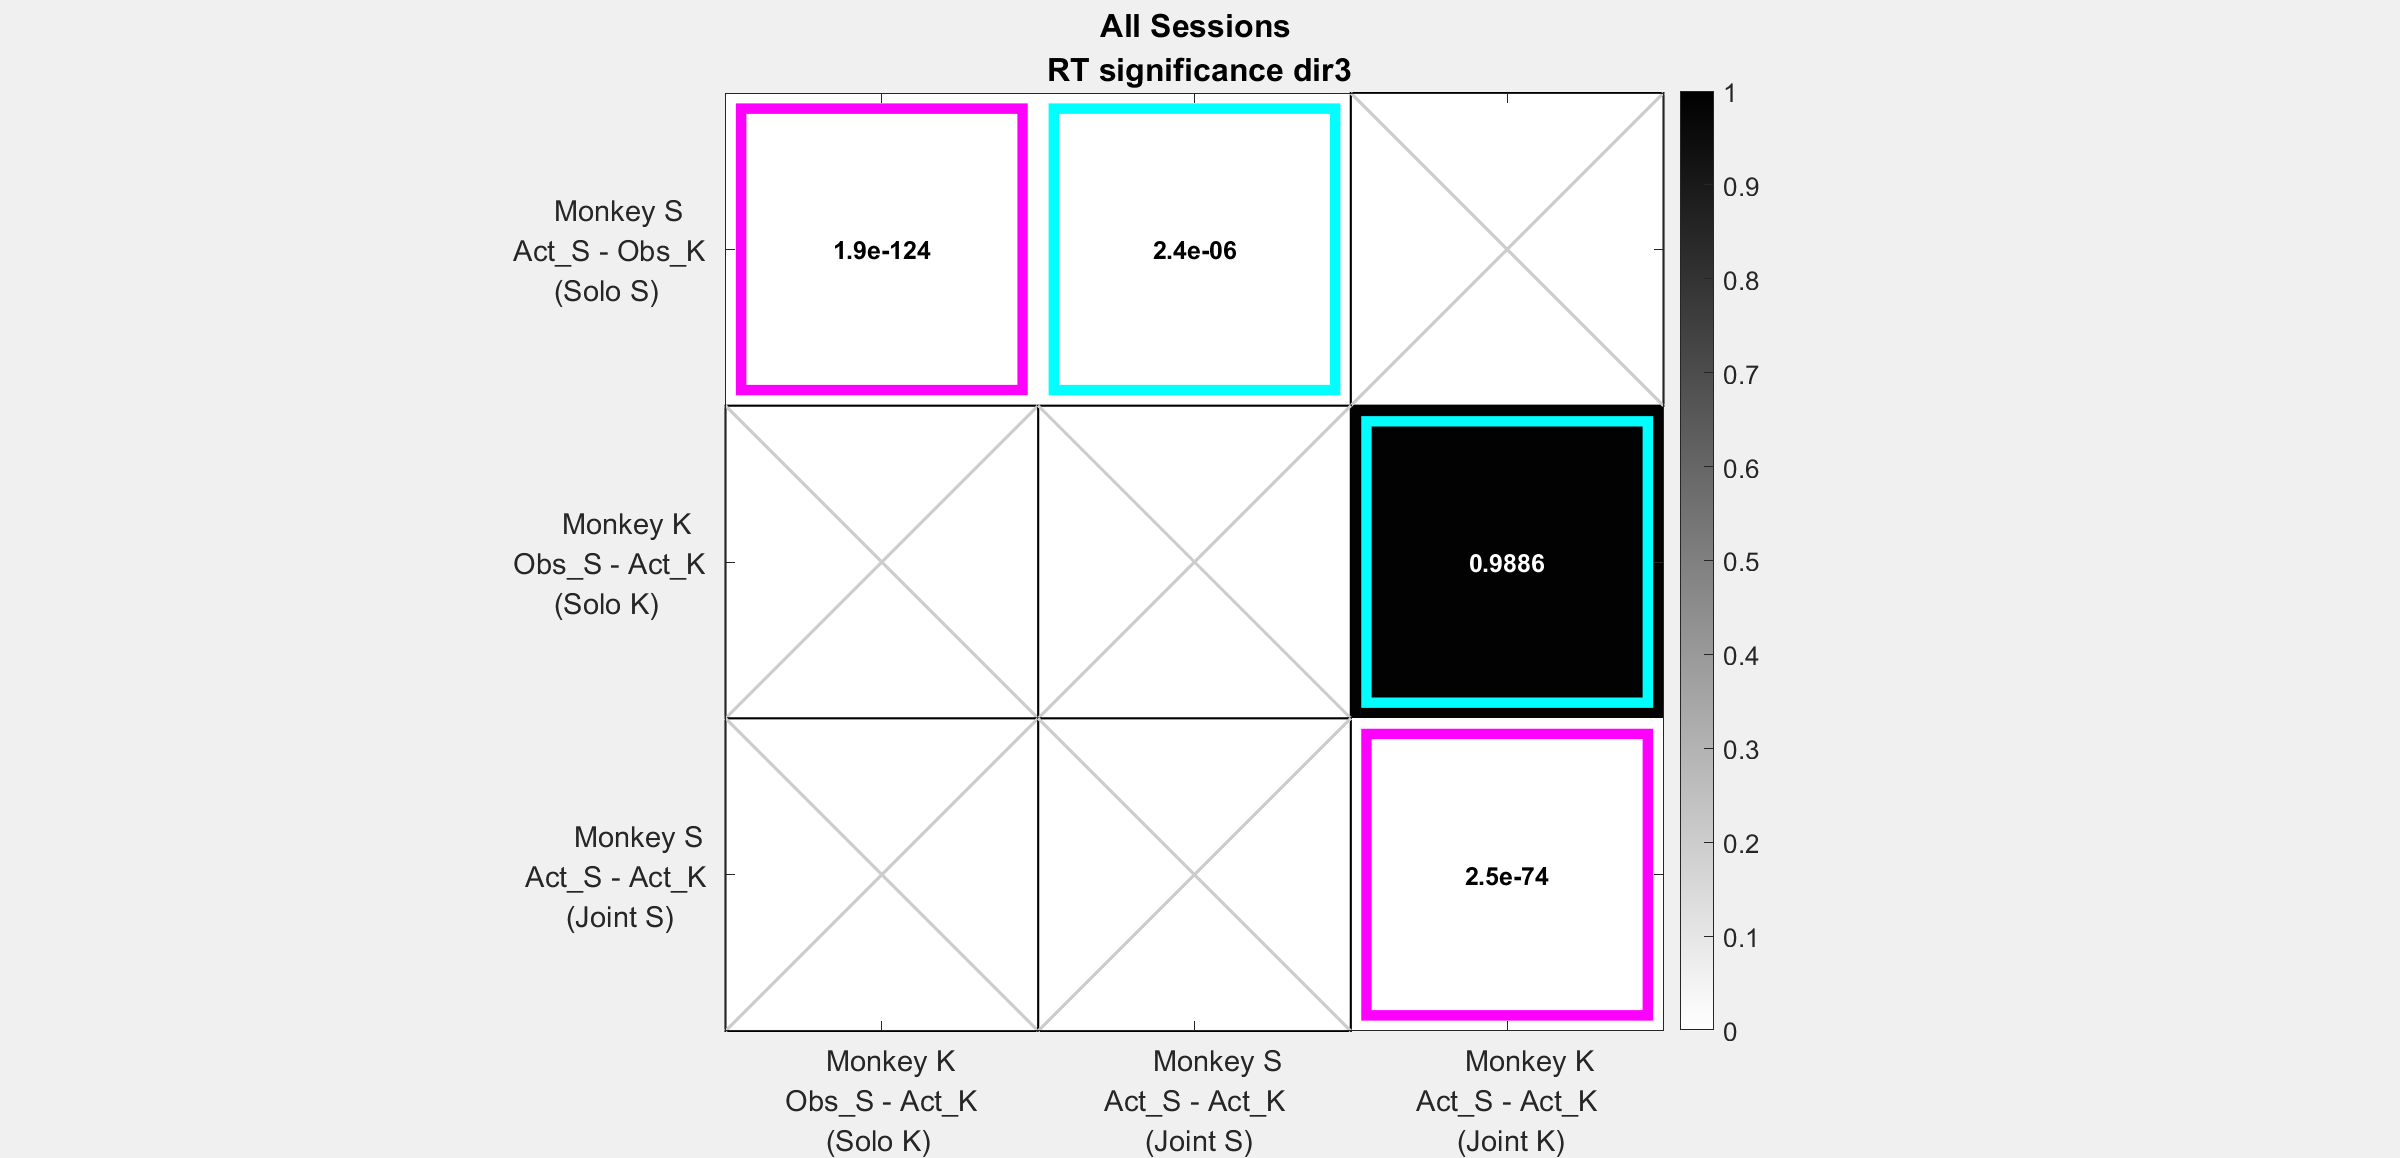 All Sessions
RT significance dir3
Monkey S
Act_S - Obs_K
(Solo S)
1.9e-124
2.4e-06
Monkey K
Obs_S - Act_K
(Solo K)
0.9886
Monkey S
Act_S - Act_K
(Joint S)
2.5e-74
Monkey K
Obs_S - Act_K
(Solo K)
Monkey S
Act_S - Act_K
(Joint S)
Monkey K
Act_S - Act_K
(Joint K)
1
0.9
0.8
0.7
0.6
0.5
0.4
0.3
0.2
0.1
0